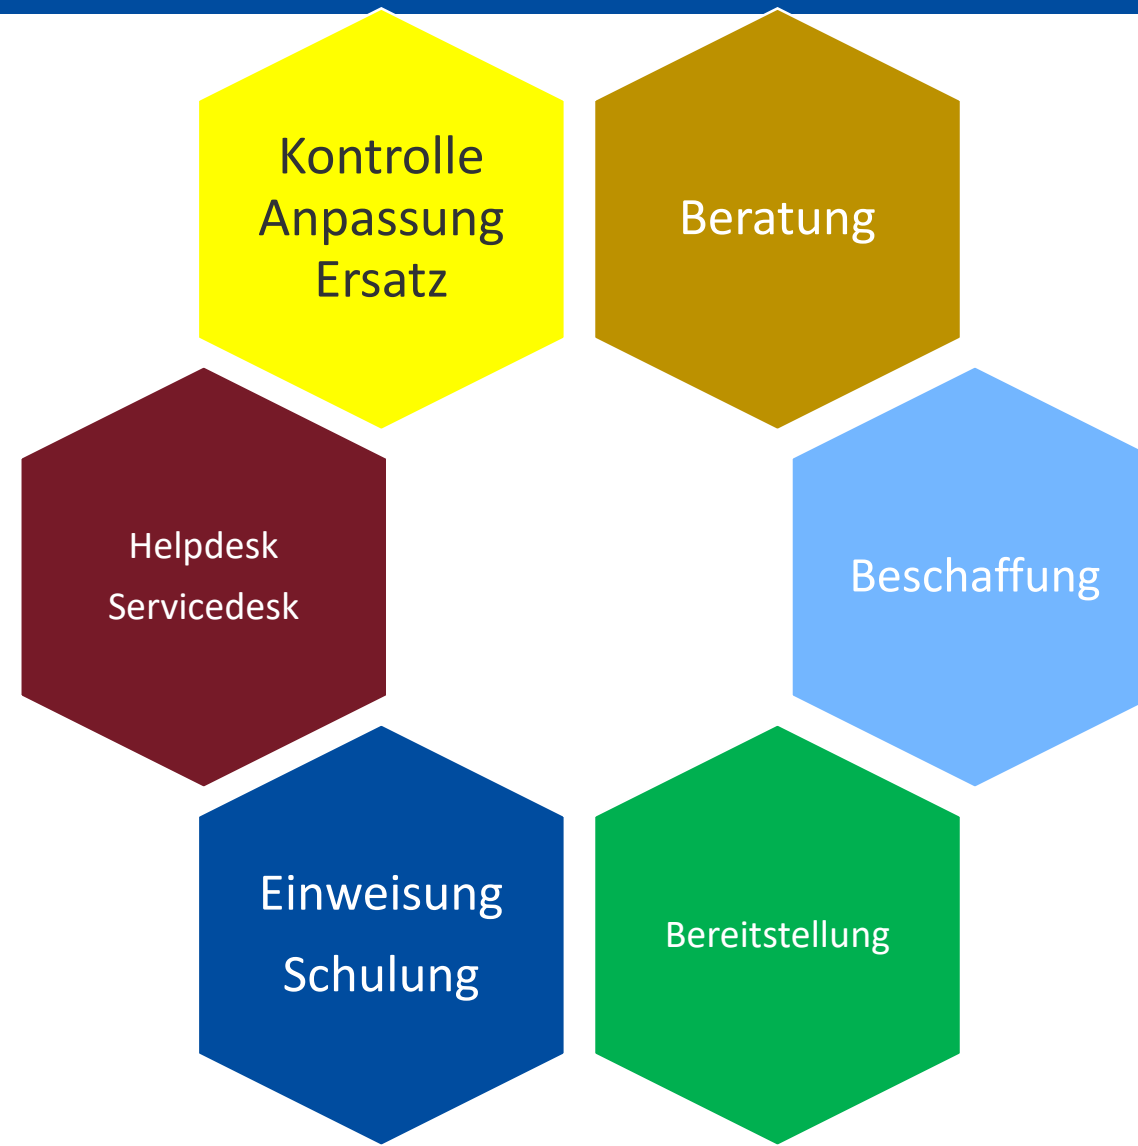 Kontrolle
Anpassung
Ersatz
Beratung
Helpdesk
Servicedesk
Beschaffung
Einweisung
Schulung
Bereitstellung